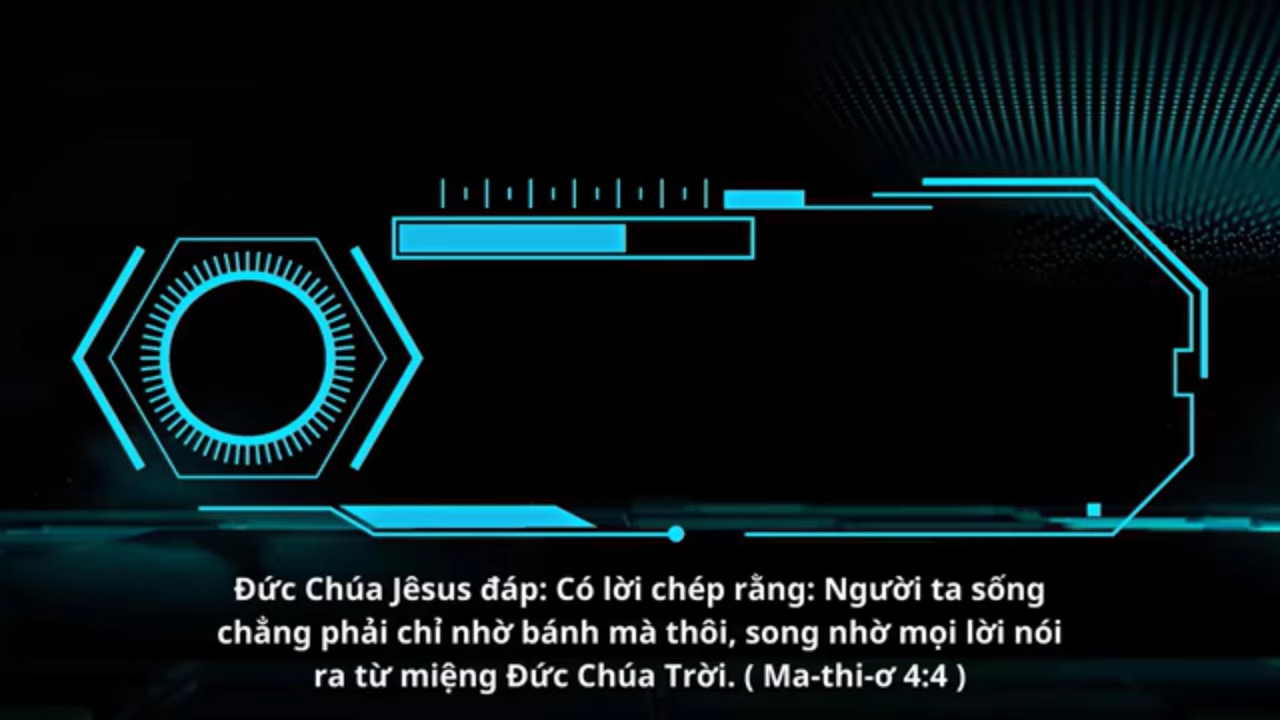 Đức Chúa Jêsus đáp: Có lời chép rằng: Người ta sống
chẳng phải chỉ nhờ bánh mà thôi, song nhờ mọi lời nói
ra từ miệng Đức Chúa Trời. ( Ma-thi-ơ 4:4 )